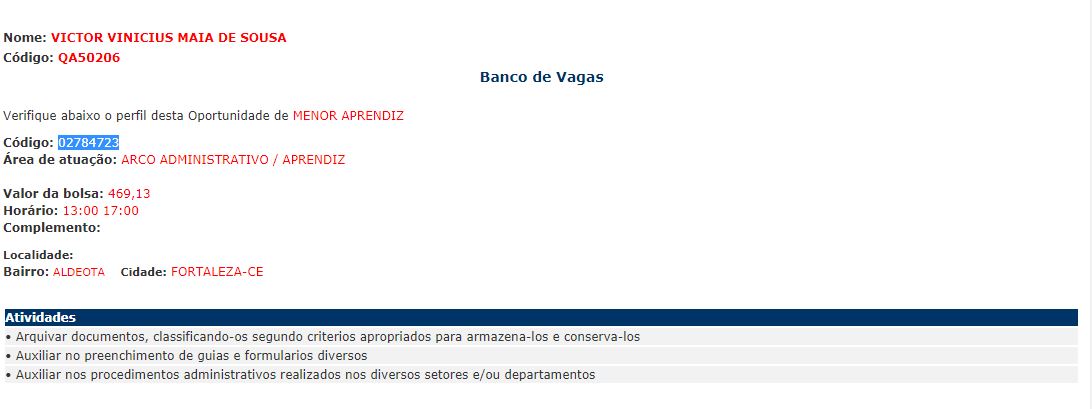 Nome: VICTOR VINICIUS MAIA DE SOUSA
Código: QA50206
Banco de Vagas
Verifique abaixo o perfil desta Oportunidade de MENOR APRENDIZ
Código: 02784723
Área de atuação: ARCO ADMINISTRATIVO / APRENDIZ
Valor da bolsa: 469,13
Horário: 13:00 17:00
Complemento:
Localidade:
Bairro: ALDEOTA Cidade: FORTALEZA-CE
Atividades
• Arquivar documentos, classificando-os segundo criterios apropriados para armazena-los e conserva-los
• Auxiliar no preenchimento de guias e formularios diversos
• Auxiliar nos procedimentos administrativos realizados nos diversos setores e/ou departamentos